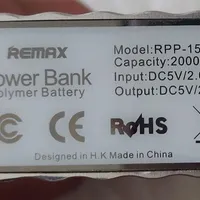 REMAX
Power Bank
Polymer Battery
Model:RPP-15
Capacity:2000
Input:DC5V/2.
Output:DC5V/2
CE FC RoHS
Designed in H.K Made in China